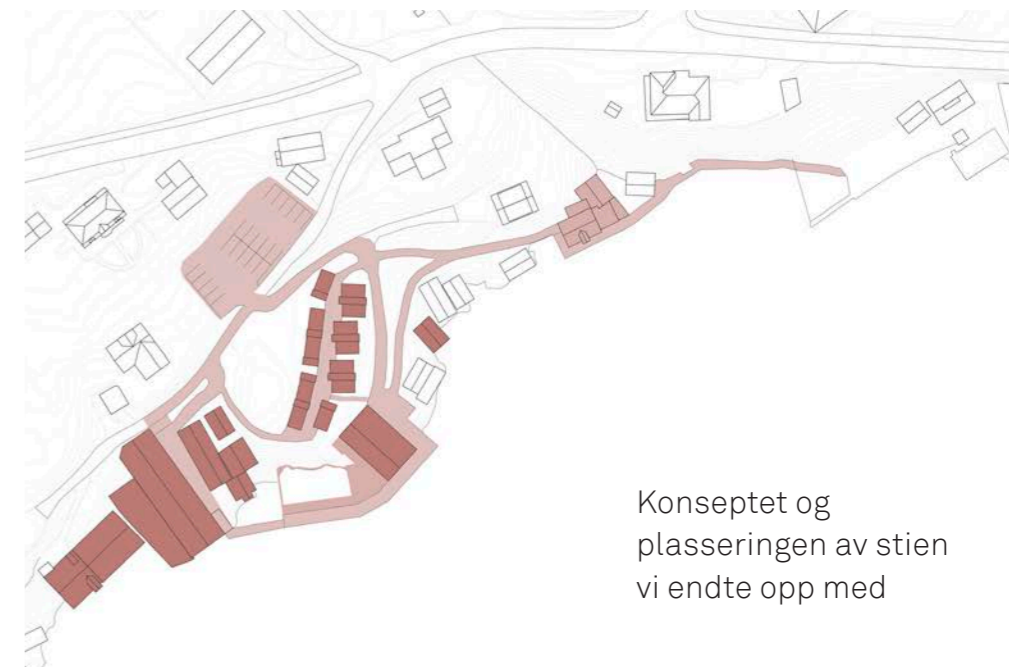 Konseptet og
plasseringen av stien
vi endte opp med